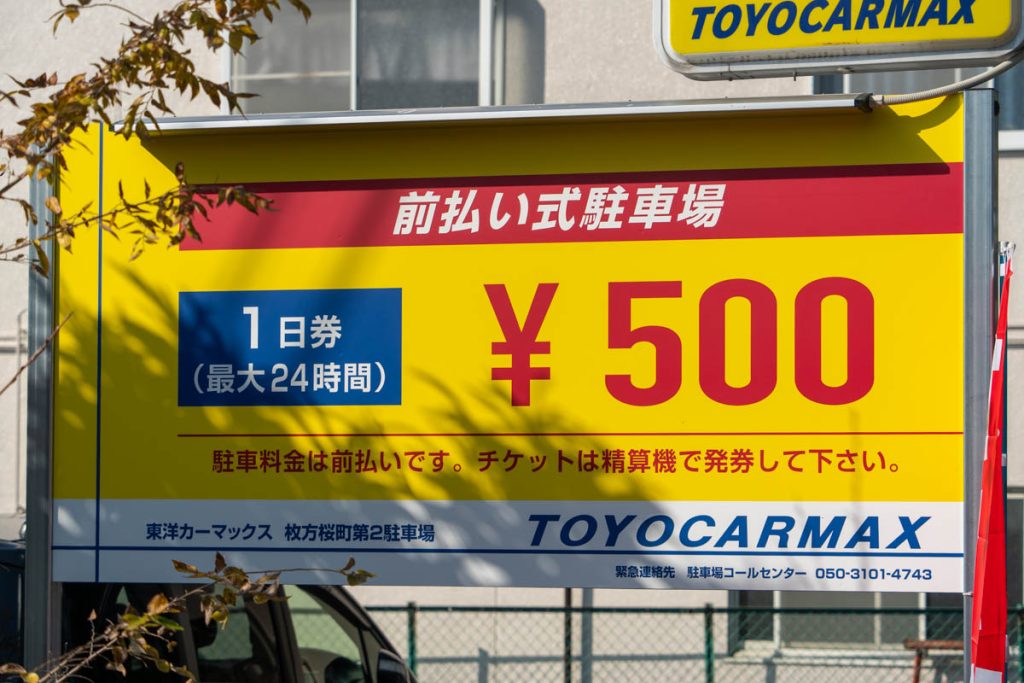 TOYOCARMAX
前払い式駐車場
1日券
（最大24時間）
¥500
駐車料金は前払いです。チケットは精算機で発券して下さい。
東洋カーマックス 枚方桜町第2駐車場
TOYOCARMAX
緊急連絡先 駐車場コールセンター 050-3101-4743